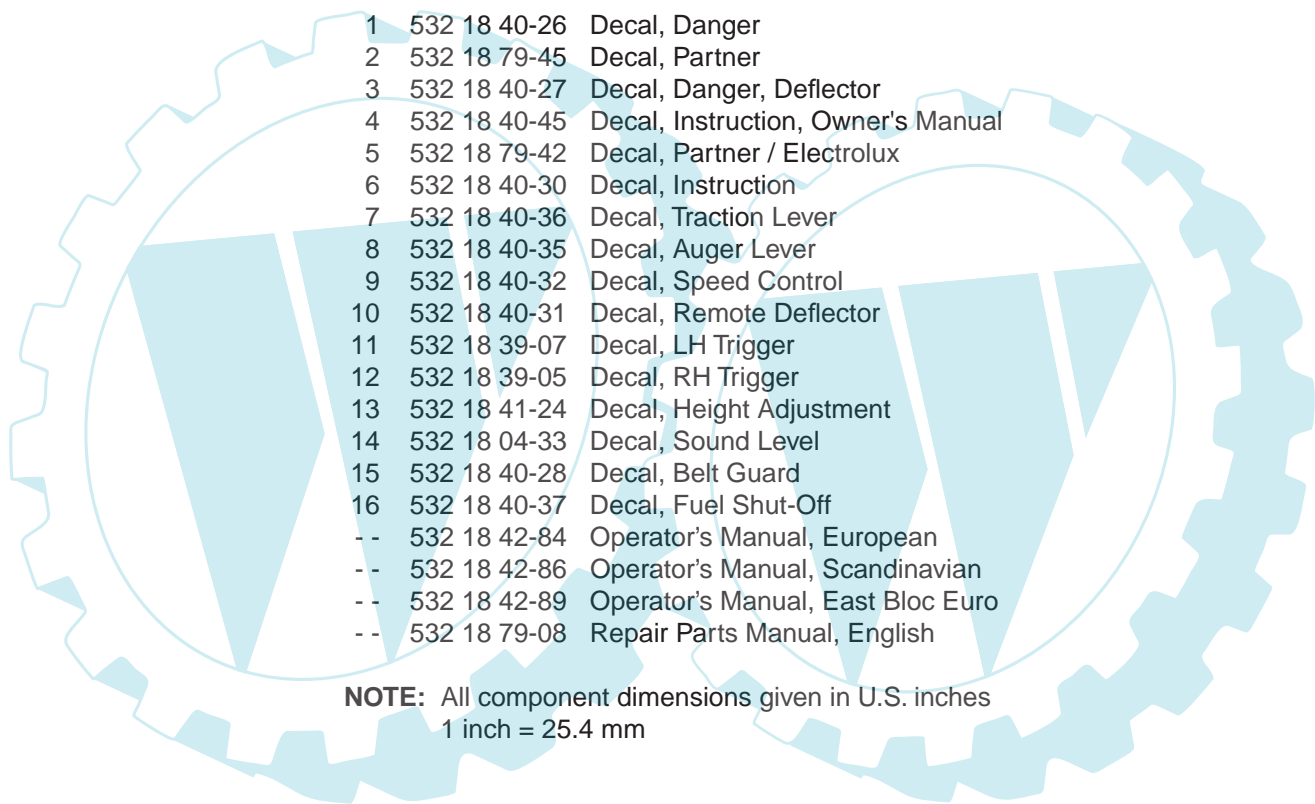 1 532 18 40-26 Decal, Danger
2 532 18 79-45 Decal, Partner
3 532 18 40-27 Decal, Danger, Deflector
4 532 18 40-45 Decal, Instruction, Owner's Manual
5 532 18 79-42 Decal, Partner / Electrolux
6 532 18 40-30 Decal, Instruction
7 532 18 40-36 Decal, Traction Lever
8 532 18 40-35 Decal, Auger Lever
9 532 18 40-32 Decal, Speed Control
10 532 18 40-31 Decal, Remote Deflector
11 532 18 39-07 Decal, LH Trigger
12 532 18 39-05 Decal, RH Trigger
13 532 18 41-24 Decal, Height Adjustment
14 532 18 04-33 Decal, Sound Level
15 532 18 40-28 Decal, Belt Guard
16 532 18 40-37 Decal, Fuel Shut-Off
- - 532 18 42-84 Operator’s Manual, European
- - 532 18 42-86 Operator’s Manual, Scandinavian
- - 532 18 42-89 Operator’s Manual, East Bloc Euro
- - 532 18 79-08 Repair Parts Manual, English
NOTE: All component dimensions given in U.S. inches
1 inch = 25.4 mm